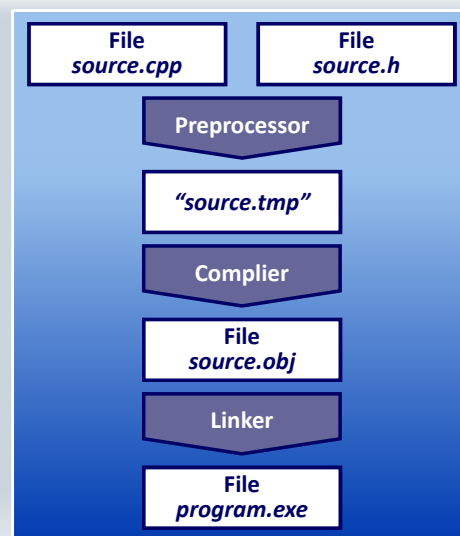 File
source.cpp
File
source.h
Preprocessor
“source.tmp”
Complier
File
source.obj
Linker
File
program.exe